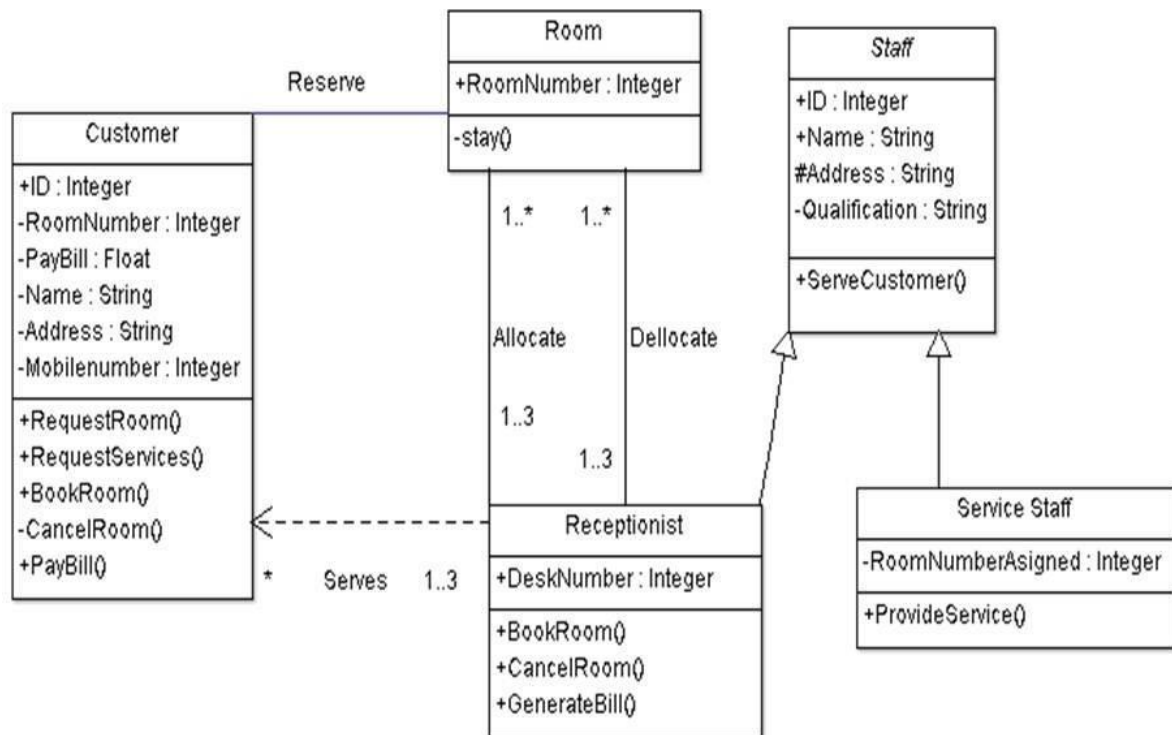 Room
+RoomNumber : Integer
-stay()
Staff
+ID : Integer
+Name : String
#Address : String
-Qualification : String
+ServeCustomer()
Reserve
Customer
+ID : Integer
-RoomNumber : Integer
-PayBill : Float
-Name : String
-Address : String
-Mobilenumber : Integer
+RequestRoom()
+RequestServices()
+BookRoom()
-CancelRoom()
+PayBill()
1..*
1..*
Allocate
Dellocate
1..3
1..3
* Serves 1..3
Receptionist
+DeskNumber : Integer
+BookRoom()
+CancelRoom()
+GenerateBill()
Service Staff
-RoomNumberAsigned : Integer
+ProvideService()